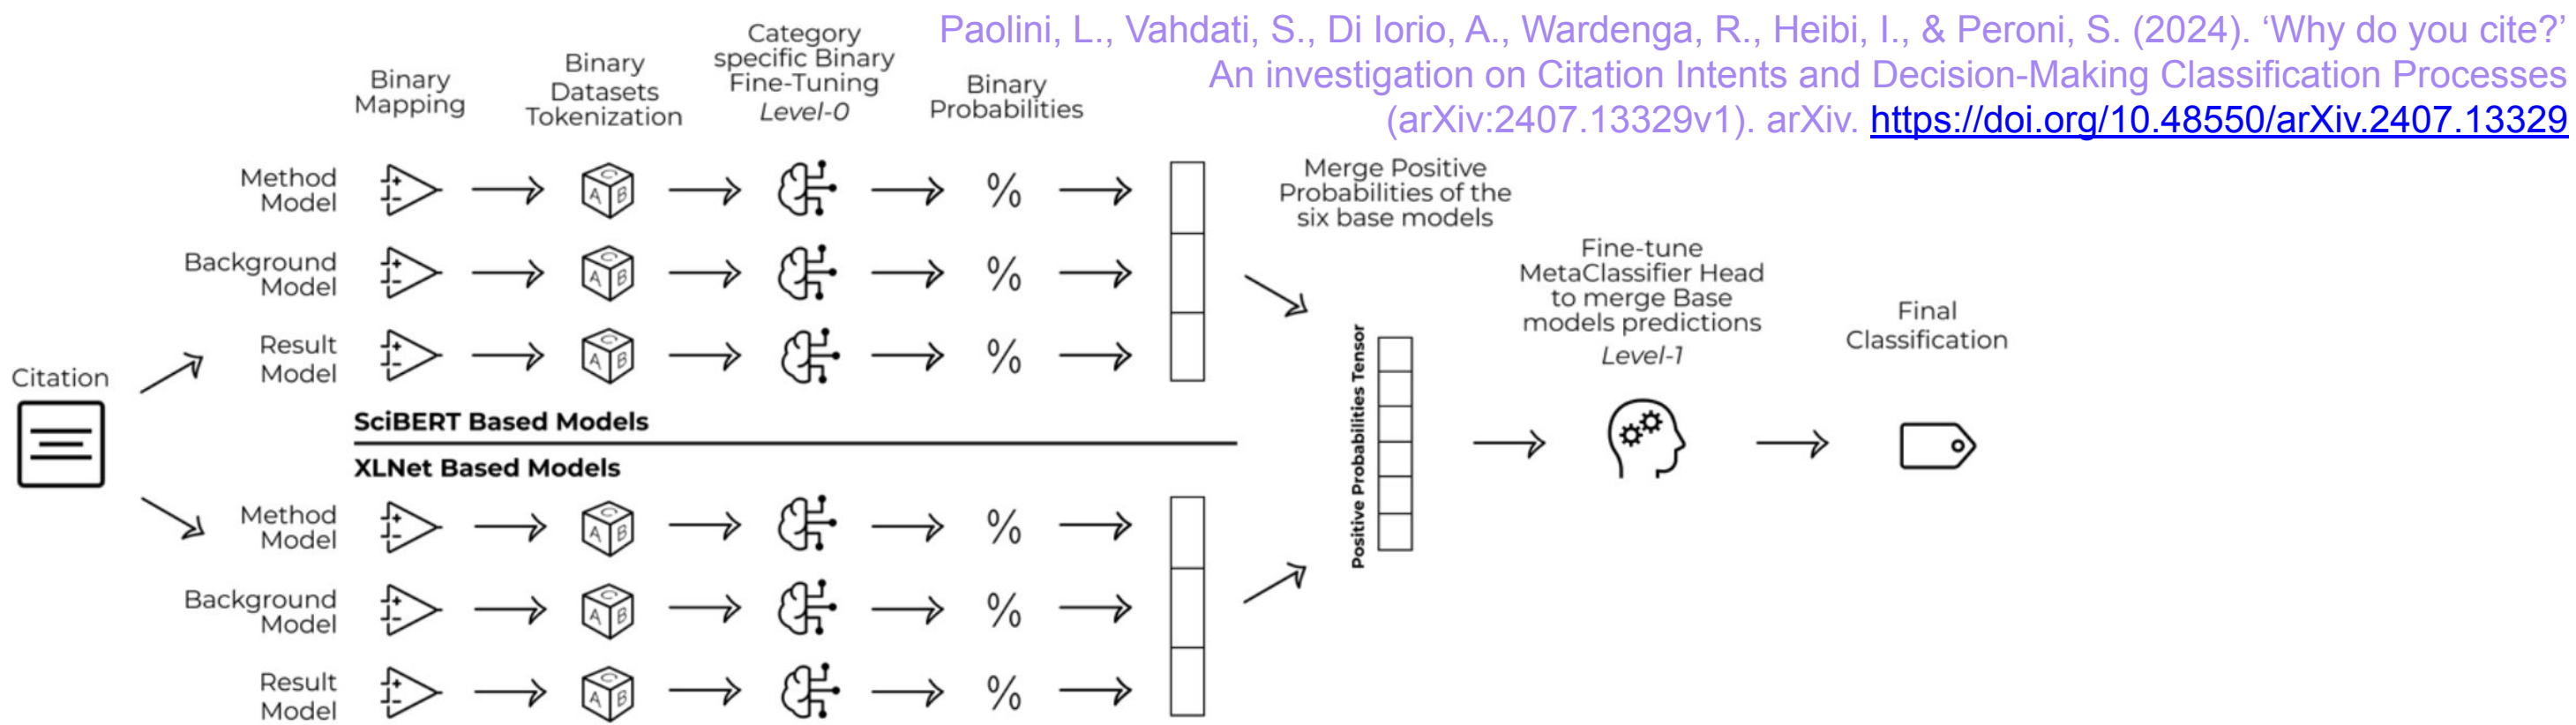 Paolini, L., Vahdati, S., Di Iorio, A., Wardenga, R., Heibi, I., & Peroni, S. (2024). ‘Why do you cite?’
An investigation on Citation Intents and Decision-Making Classification Processes
(arXiv:2407.13329v1). arXiv. https://doi.org/10.48550/arXiv.2407.13329
Binary
Mapping
Binary
Datasets
Tokenization
Category
specific Binary
Fine-Tuning
Level-0
Binary
Probabilities
Citation
Method
Model
%
Background
Model
%
Result
Model
%
SciBERT Based Models
XLNet Based Models
Method
Model
%
Background
Model
%
Result
Model
%
Merge Positive
Probabilities of the
six base models
Positive Probabilities Tensor
Fine-tune
MetaClassifier Head
to merge Base
models predictions
Level-1
Final
Classification